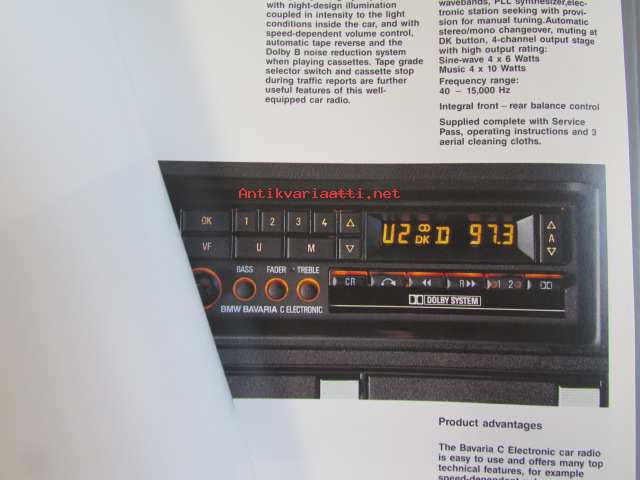 with night-design illumination
coupled in intensity to the light
conditions inside the car, and with
speed-dependent volume control,
automatic tape reverse and the
Dolby B noise reduction system
when playing cassettes. Tape grade
selector switch and cassette stop
during traffic reports are further
useful features of this well-
equipped car radio.
wavebands, PLL synthesizer,elec-
tronic station seeking with provi-
sion for manual tuning.Automatic
stereo/mono changeover, muting at
DK button, 4-channel output stage
with high output rating:
Sine-wave 4 x 6 Watts
Music 4 x 10 Watts
Frequency range:
40 – 15,000 Hz
Integral front – rear balance control
Supplied complete with Service
Pass, operating instructions and 3
aerial cleaning cloths.
Antikvariaatti.net
DK 1 2 3 4
VF U M
U2 DK D 97.3
A
BASS FADER TREBLE
CR R 1 2
DOLBY SYSTEM
BMW BAVARIA C ELECTRONIC
Product advantages
The Bavaria C Electronic car radio
is easy to use and offers many top
technical features, for example